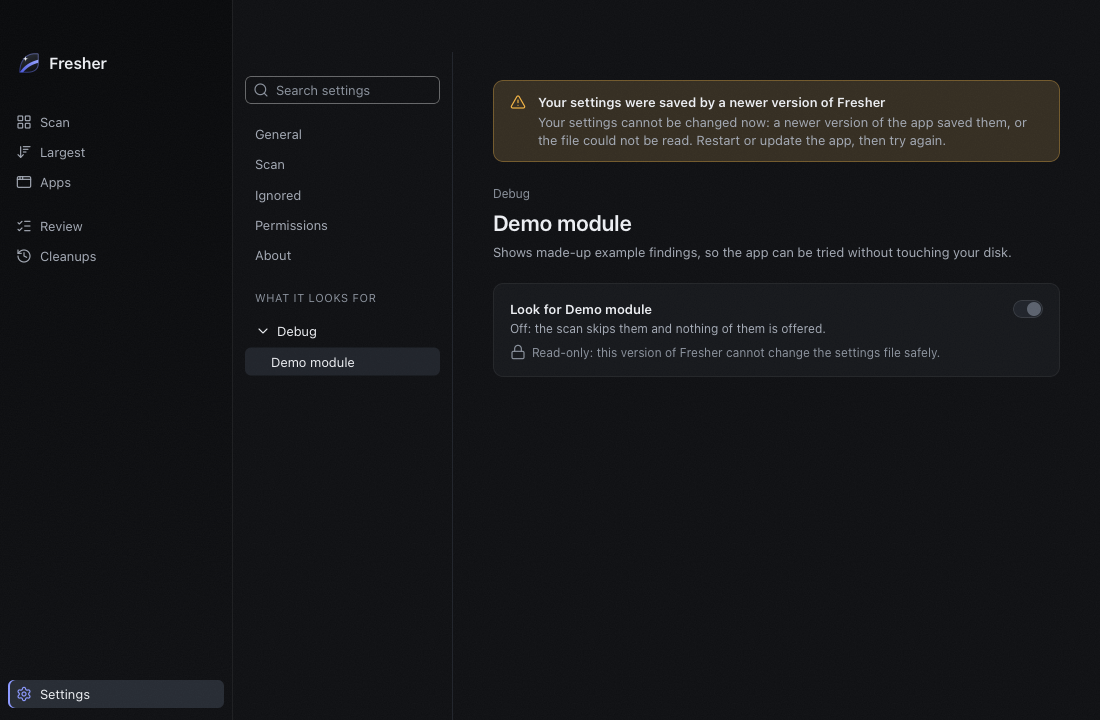 Fresher
Scan
Largest
Apps
Review
Cleanups
Settings
Search settings
General
Scan
Ignored
Permissions
About
WHAT IT LOOKS FOR
Debug
Demo module
Your settings were saved by a newer version of Fresher
Your settings cannot be changed now: a newer version of the app saved them, or
the file could not be read. Restart or update the app, then try again.
Debug
Demo module
Shows made-up example findings, so the app can be tried without touching your disk.
Look for Demo module
Off: the scan skips them and nothing of them is offered.
Read-only: this version of Fresher cannot change the settings file safely.